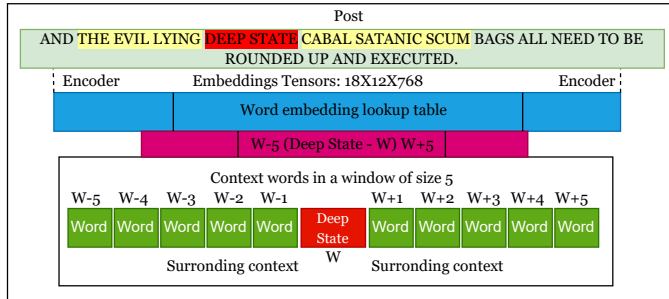 Post
AND THE EVIL LYING DEEP STATE CABAL SATANIC SCUM BAGS ALL NEED TO BE
ROUNDED UP AND EXECUTED.
Encoder Embeddings Tensors: 18X12X768 Encoder
Word embedding lookup table
W-5 (Deep State - W) W+5
Context words in a window of size 5
W-5 W-4 W-3 W-2 W-1 W+1 W+2 W+3 W+4 W+5
Word Word Word Word Word Deep State Word Word Word Word Word
W
Surronding context Surronding context